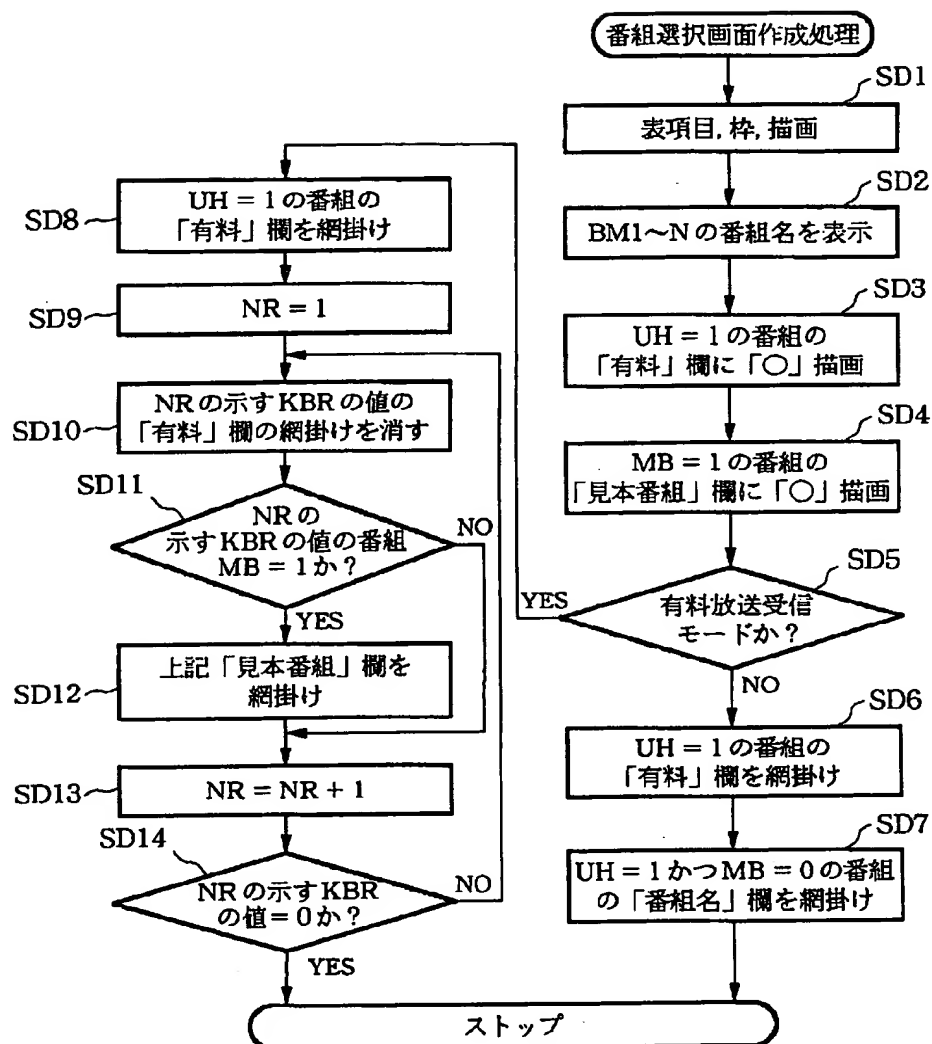 番組選択画面作成処理
SD1
表項目,枠,描画
SD2
BM1～Nの番組名を表示
SD3
UH=1の番組の
「有料」欄に「○」描画
SD4
MB=1の番組の
「見本番組」欄に「○」描画
SD5
有料放送受信
モードか?
YES
NO
SD6
UH=1の番組の
「有料」欄を網掛け
SD7
UH=1かつMB=0の番組
の「番組名」欄を網掛け
SD8
UH=1の番組の
「有料」欄を網掛け
SD9
NR=1
SD10
NRの示すKBRの値の
「有料」欄の網掛けを消す
SD11
NRの
示すKBRの値の番組
MB=1か?
NO
YES
SD12
上記「見本番組」欄を
網掛け
SD13
NR=NR+1
SD14
NRの示すKBR
の値=0か?
NO
YES
ストップ